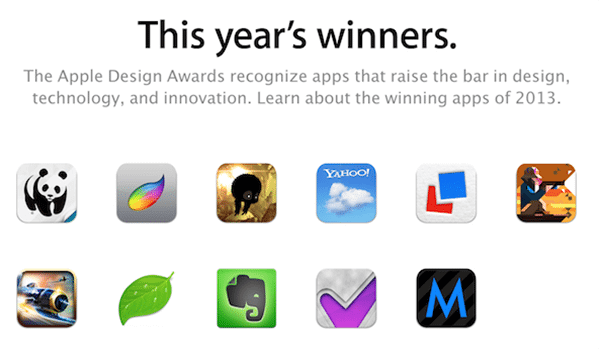 This year's winners.
The Apple Design Awards recognize apps that raise the bar in design,
technology, and innovation. Learn about the winning apps of 2013.
YAHOO!
M